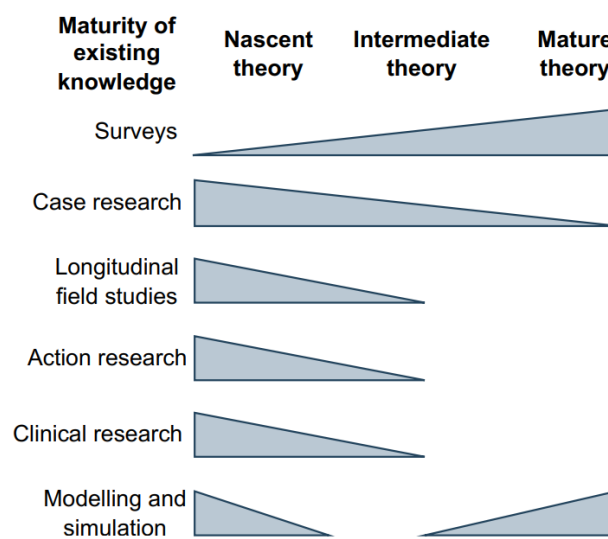 Maturity of
existing
knowledge
Nascent
theory
Intermediate
theory
Mature
theory
Surveys
Case research
Longitudinal
field studies
Action research
Clinical research
Modelling and
simulation